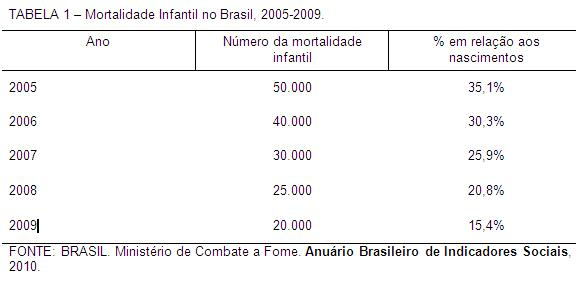 TABELA 1 – Mortalidade Infantil no Brasil, 2005-2009.
Ano Número da mortalidade % em relação aos
infantil nascimentos
2005 50.000 35,1%
2006 40.000 30,3%
2007 30.000 25,9%
2008 25.000 20,8%
2009 20.000 15,4%
FONTE: BRASIL. Ministério de Combate a Fome. Anuário Brasileiro de Indicadores Sociais,
2010.